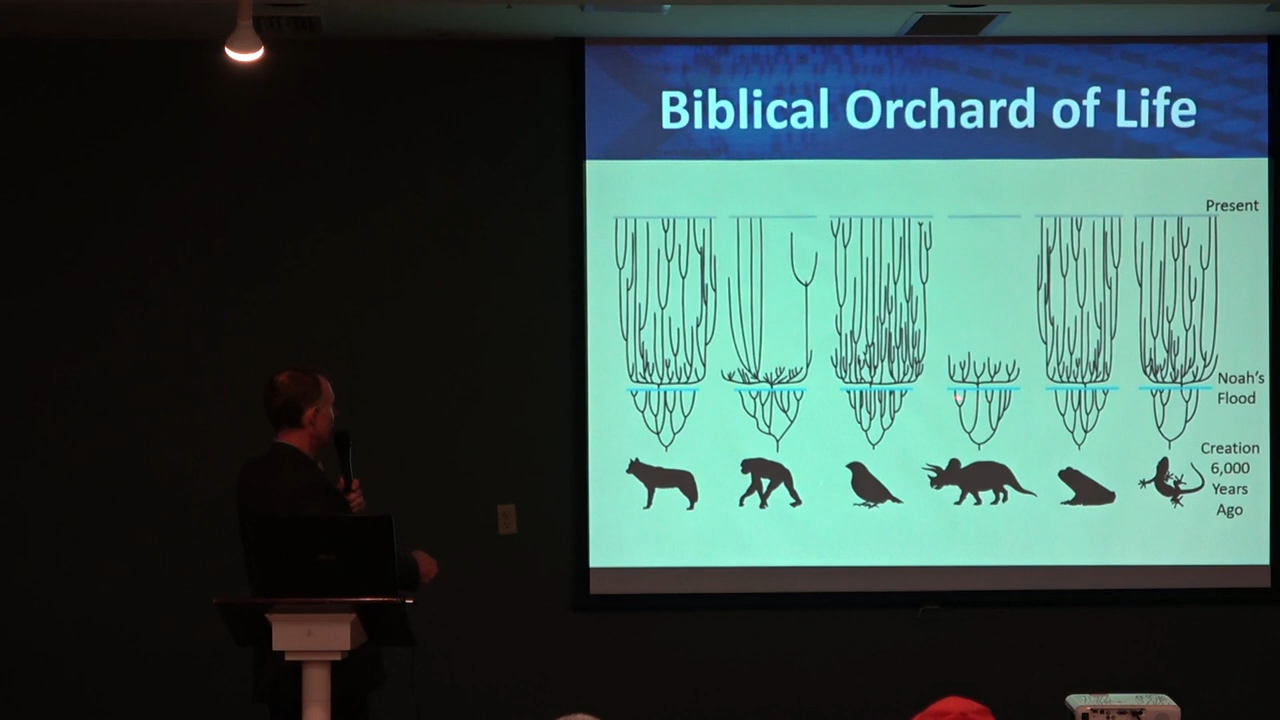 Biblical Orchard of Life
Present
Noah's
Flood
Creation
6,000
Years
Ago